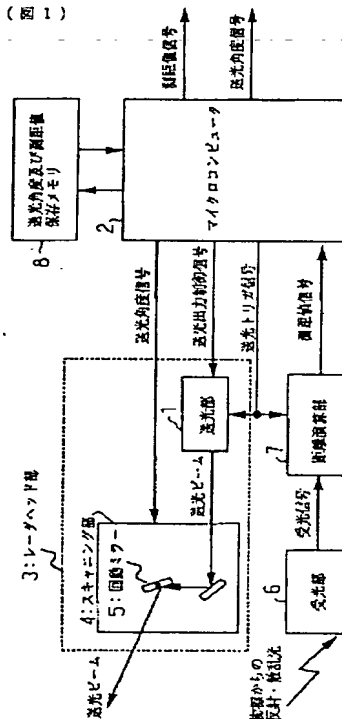 (図1)
測距値信号
送光角度信号
送光角度及び測距値
保存メモリ
8
2
マイクロコンピュータ
送光角度信号
送光出力制御信号
送光トリガ信号
測距値信号
3:レーダヘッド部
4:スキャニング部
5:回動ミラー
送光ビーム
送光ビーム
1
送光部
7
距離演算部
受光信号
6
受光部
物標からの
反射・散乱光